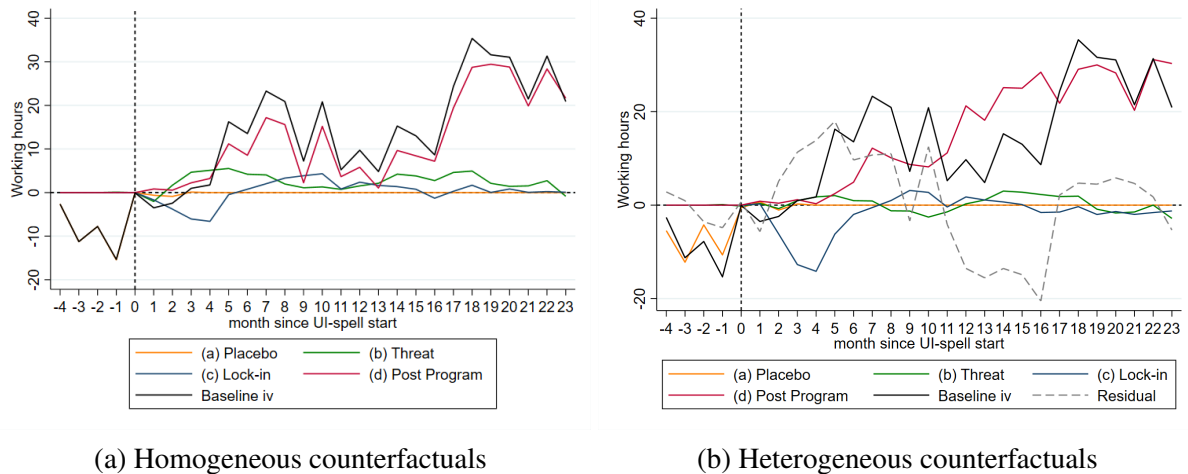 40
30
20
10
0
-10
-20
Working hours
-4 -3 -2 -1 0 1 2 3 4 5 6 7 8 9 10 11 12 13 14 15 16 17 18 19 20 21 22 23
month since UI-spell start
(a) Placebo (b) Threat
(c) Lock-in (d) Post Program
Baseline iv
(a) Homogeneous counterfactuals
40
20
0
-20
Working hours
-4 -3 -2 -1 0 1 2 3 4 5 6 7 8 9 10 11 12 13 14 15 16 17 18 19 20 21 22 23
month since UI-spell start
(a) Placebo (b) Threat (c) Lock-in
(d) Post Program Baseline iv Residual
(b) Heterogeneous counterfactuals